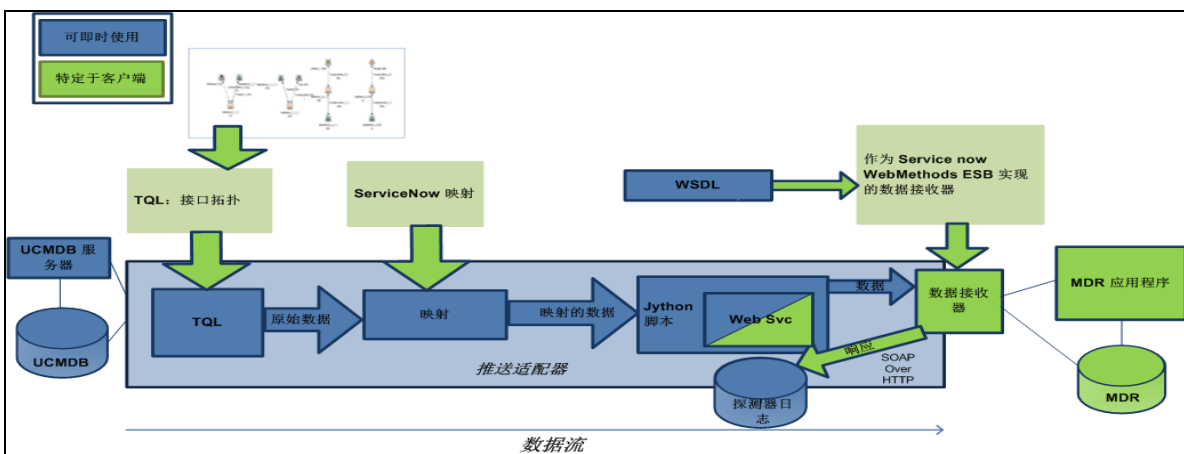 可即时使用
特定于客户端
TQL：接口拓扑
ServiceNow 映射
WSDL
作为 Service now
WebMethods ESB 实现
的数据接收器
UCMDB 服
务器
UCMDB
TQL
原始数据
映射
映射的数据
Jython
脚本
Web Svc
数据
数据接收
器
MDR 应用程序
MDR
响应
SOAP
Over
HTTP
推送适配器
探测器日
志
数据流